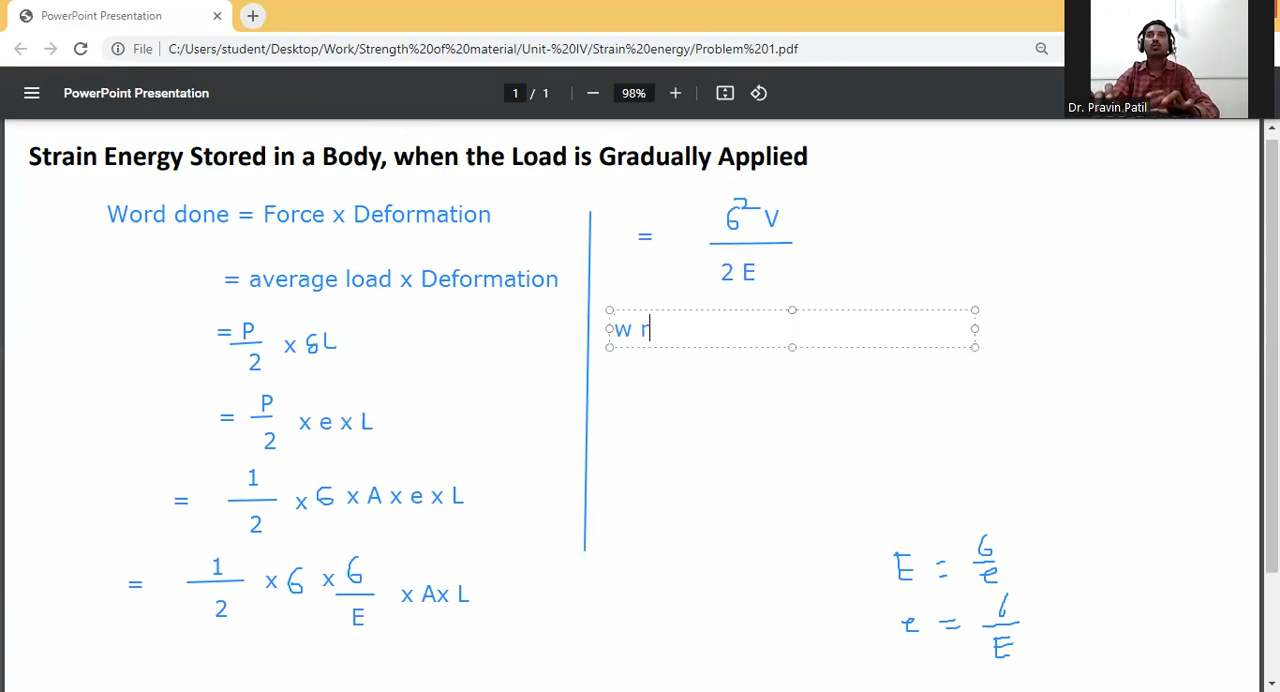 PowerPoint Presentation
File C:/Users/student/Desktop/Work/Strength%20of%20material/Unit-%20IV/Strain%20energy/Problem%201.pdf
PowerPoint Presentation 1 / 1 98%
Dr. Pravin Patil
Strain Energy Stored in a Body, when the Load is Gradually Applied
Word done = Force x Deformation
= average load x Deformation
= P/2 x δL
= P/2 x e x L
= 1/2 x σ x A x e x L
= 1/2 x σ x σ/E x Ax L
= σ² V / 2 E
w r
E = σ/e
e = σ/E